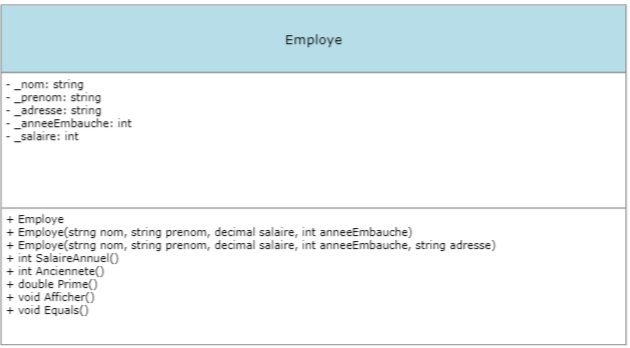 Employe
- _nom: string
- _prenom: string
- _adresse: string
- _anneeEmbauche: int
- _salaire: int
+ Employe
+ Employe(strng nom, string prenom, decimal salaire, int anneeEmbauche)
+ Employe(strng nom, string prenom, decimal salaire, int anneeEmbauche, string adresse)
+ int SalaireAnnuel()
+ int Anciennete()
+ double Prime()
+ void Afficher()
+ void Equals()